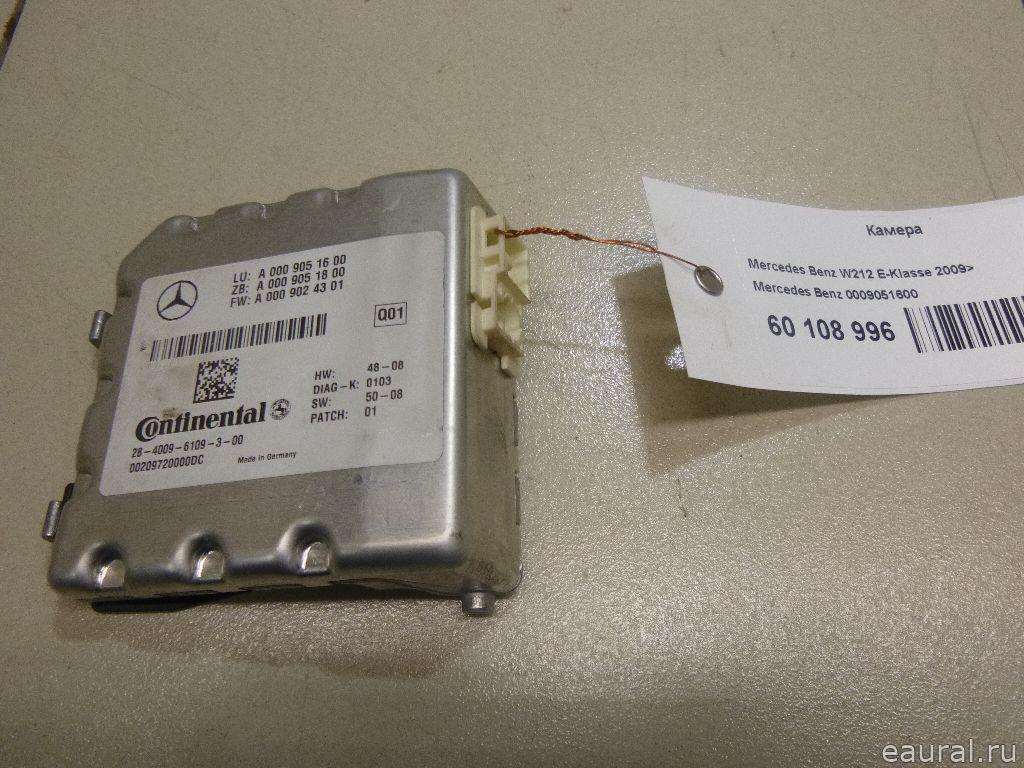 LU: A 000 905 16 00
ZB: A 000 905 18 00
FW: A 000 902 43 01
Q01
HW: 48-08
DIAG-K: 0103
SW: 50-08
PATCH: 01
Continental
28-4009-6109-3-00
00209720000DC
Made in Germany
Камера
Mercedes Benz W212 E-Klasse 2009>
Mercedes Benz 0009051600
60 108 996
eaural.ru